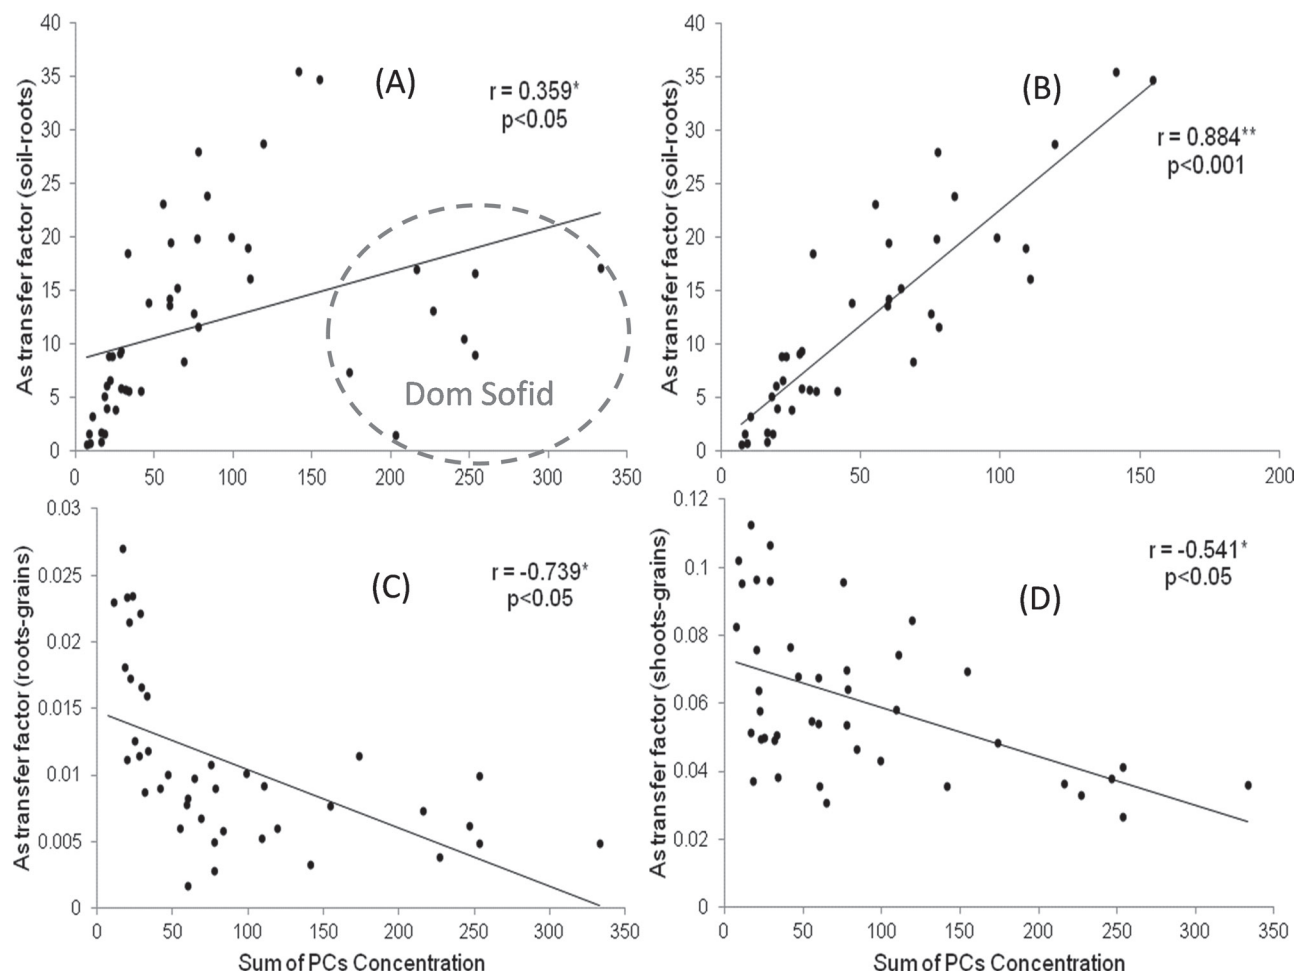 40
35
30
25
20
15
10
5
0
As transfer factor (soil-roots)
(A)
r = 0.359*
p<0.05
Dom Sofid
0 50 100 150 200 250 300 350
40
35
30
25
20
15
10
5
0
As transfer factor (soil-roots)
(B)
r = 0.884**
p<0.001
0 50 100 150 200
0.03
0.025
0.02
0.015
0.01
0.005
0
As transfer factor (roots-grains)
(C)
r = -0.739*
p<0.05
0 50 100 150 200 250 300 350
Sum of PCs Concentration
0.12
0.1
0.08
0.06
0.04
0.02
0
As transfer factor (shoots-grains)
(D)
r = -0.541*
p<0.05
0 50 100 150 200 250 300 350
Sum of PCs Concentration